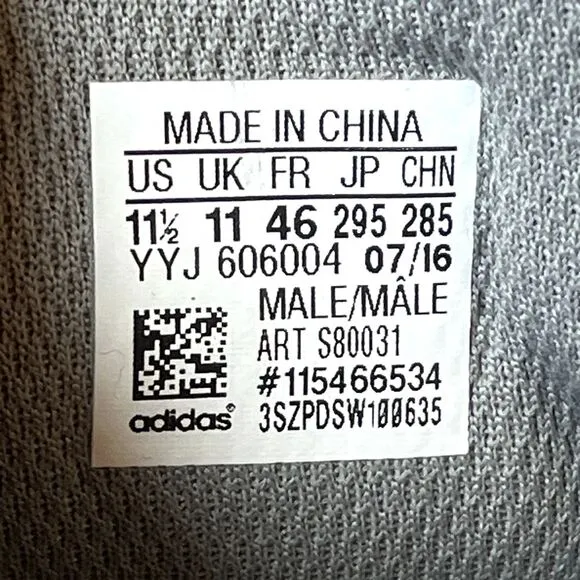 MADE IN CHINA
US UK FR JP CHN
11½ 11 46 295 285
YYJ 606004 07/16
MALE/MÂLE
ART S80031
#115466534
adidas® 3SZPDSW100635